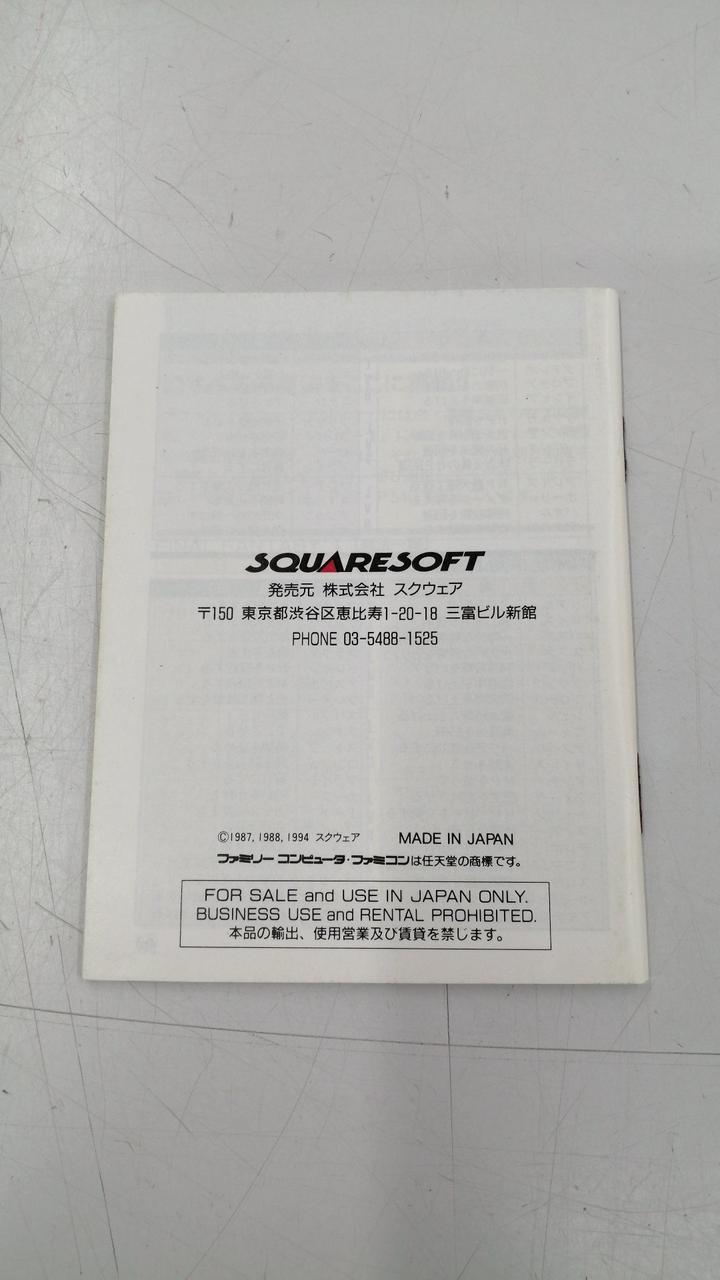 SQUARESOFT
発売元 株式会社 スクウェア
〒150 東京都渋谷区恵比寿1-20-18 三富ビル新館
PHONE 03-5488-1525
©1987, 1988, 1994 スクウェア MADE IN JAPAN
ファミリー コンピュータ・ファミコンは任天堂の商標です。
FOR SALE and USE IN JAPAN ONLY.
BUSINESS USE and RENTAL PROHIBITED.
本品の輸出、使用営業及び賃貸を禁じます。